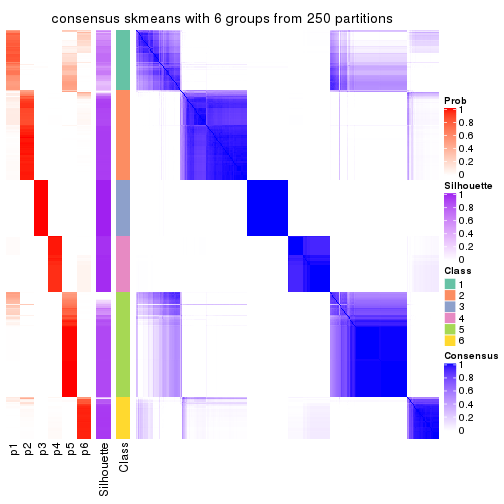 consensus skmeans with 6 groups from 250 partitions
Prob
1
0.8
0.6
0.4
0.2
0
Silhouette
1
0.8
0.6
0.4
0.2
0
Class
1
2
3
4
5
6
Consensus
1
0.8
0.6
0.4
0.2
0
p1
p2
p3
p4
p5
p6
Silhouette
Class